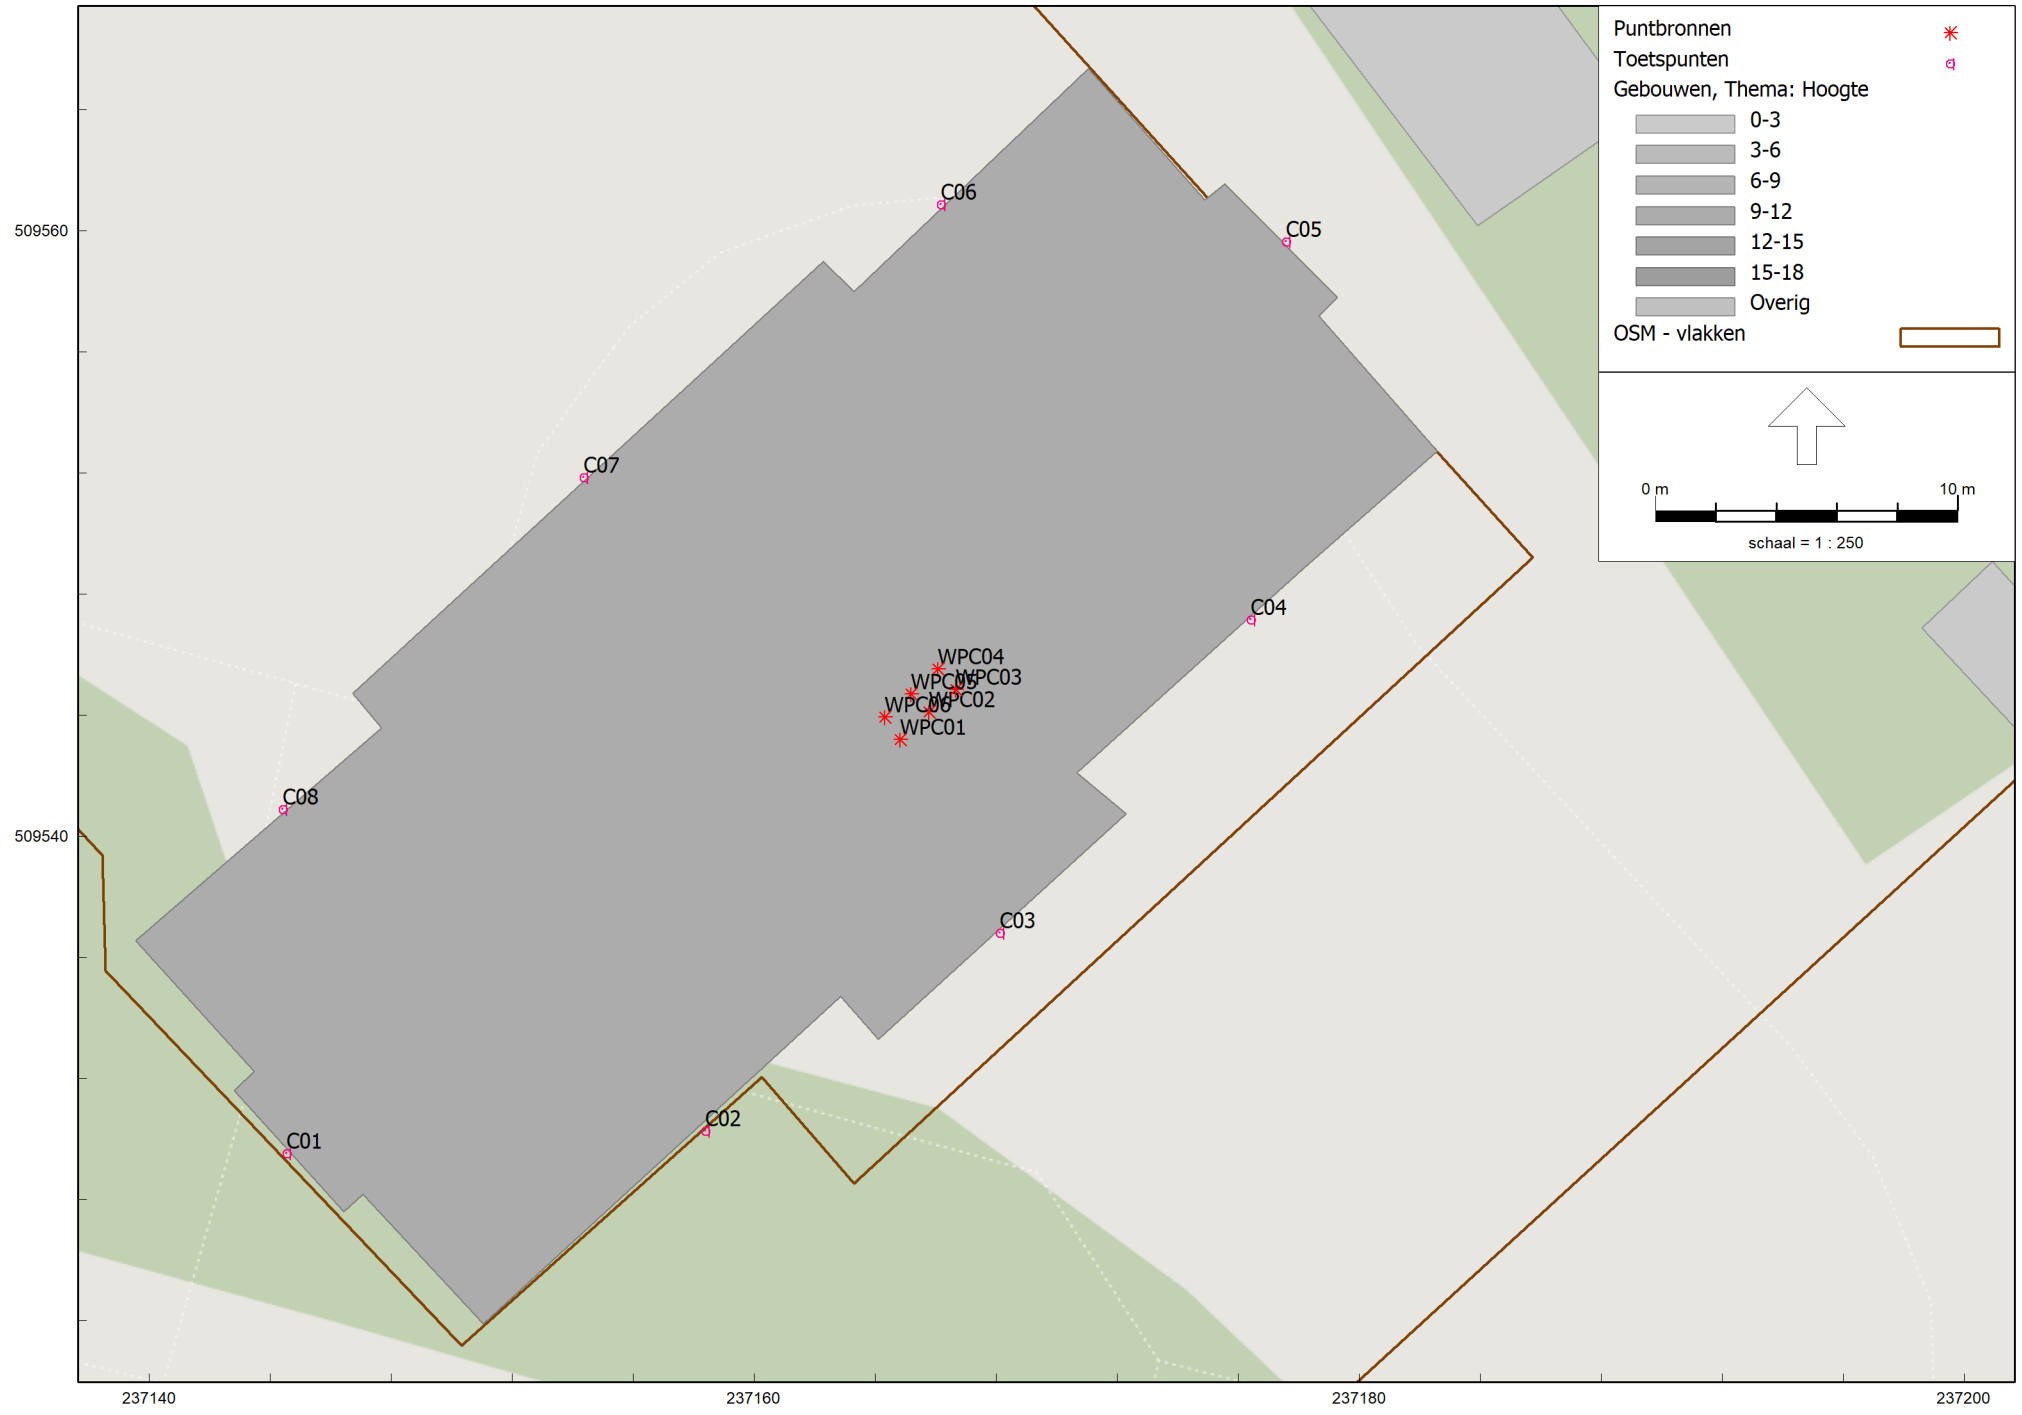 Puntbronnen
Toetspunten
Gebouwen, Thema: Hoogte
0-3
3-6
6-9
9-12
12-15
15-18
Overig
OSM - vlakken
0 m 10 m
schaal = 1 : 250
C06
C05
509560
C07
C04
WPC04
WPC03
WPC05
WPC02
WPC06
WPC01
C08
509540
C03
C02
C01
237140 237160 237180 237200